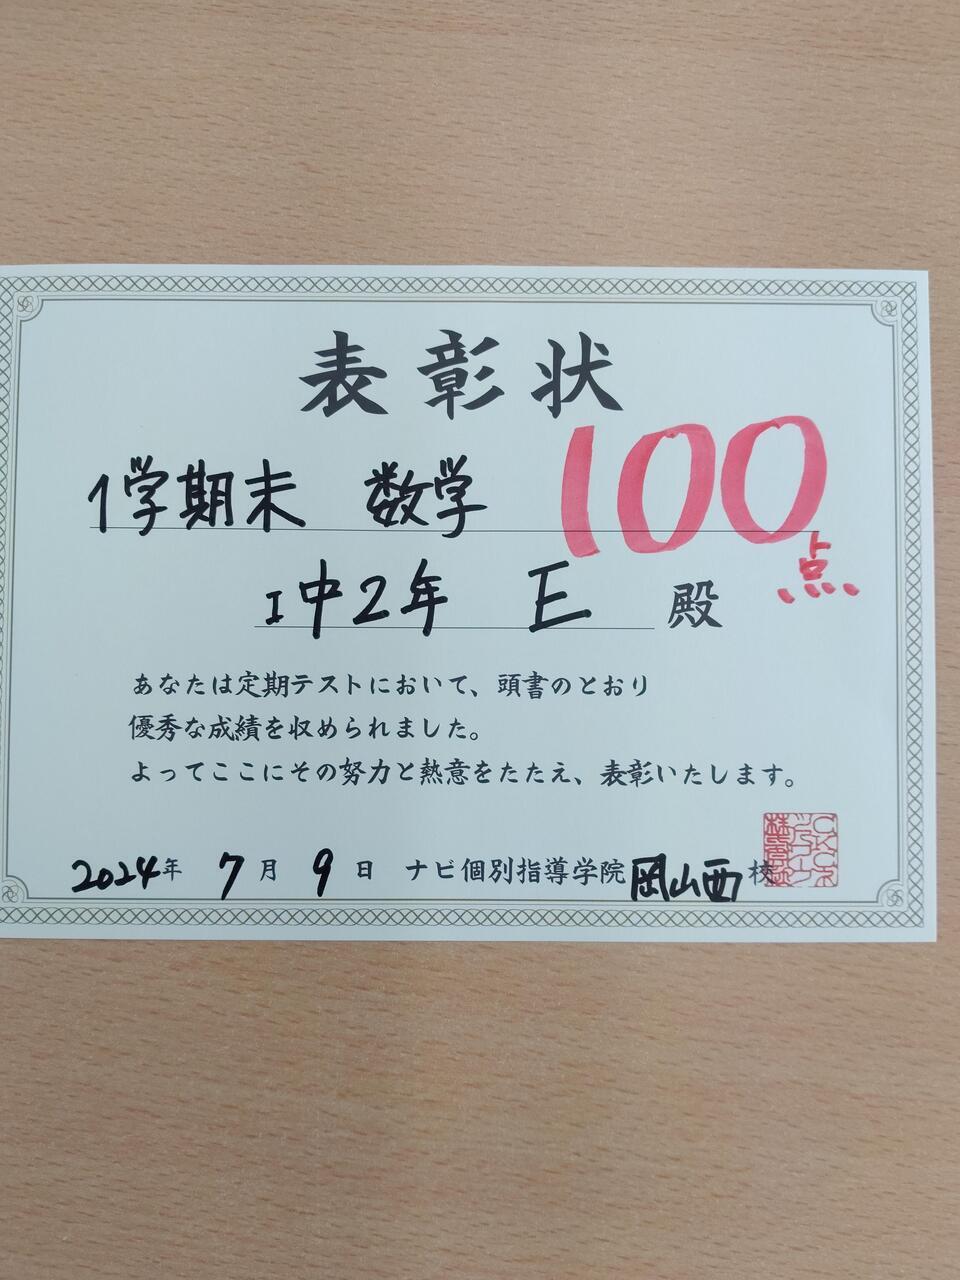 表彰状
1学期末 数学 100点
I中2年 E 殿
あなたは定期テストにおいて、頭書のとおり
優秀な成績を収められました。
よってここにその努力と熱意をたたえ、表彰いたします。
2024年 7月 9日 ナビ個別指導学院 岡山西校